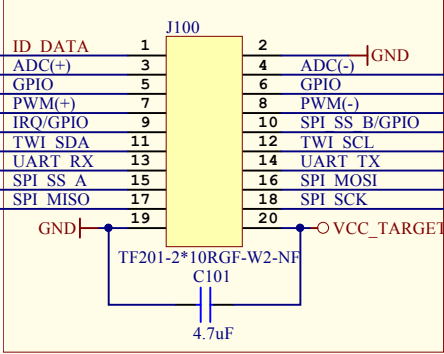 J100
ID DATA 1 2 GND
ADC(+) 3 4 ADC(-)
GPIO 5 6 GPIO
PWM(+) 7 8 PWM(-)
IRQ/GPIO 9 10 SPI SS B/GPIO
TWI SDA 11 12 TWI SCL
UART RX 13 14 UART TX
SPI SS A 15 16 SPI MOSI
SPI MISO 17 18 SPI SCK
GND 19 20 VCC_TARGET
TF201-2*10RGF-W2-NF
C101
4.7uF